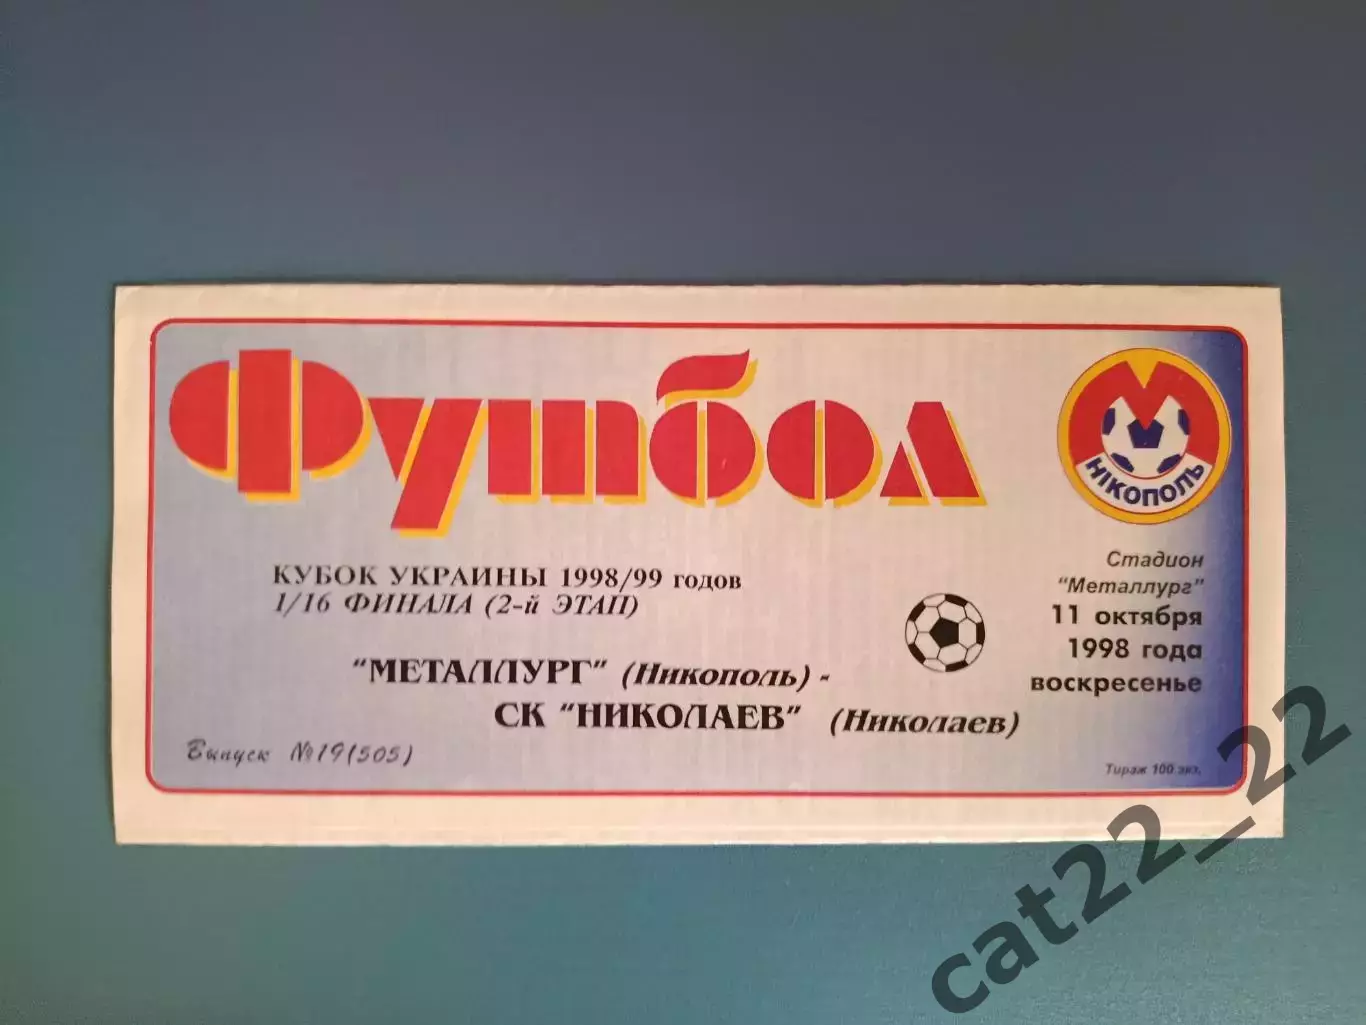 Футбол
М
НІКОПОЛЬ
КУБОК УКРАИНЫ 1998/99 годов
1/16 ФИНАЛА (2-й ЭТАП)
"МЕТАЛЛУРГ" (Никополь) -
СК "НИКОЛАЕВ" (Николаев)
Стадион
"Металлург"
11 октября
1998 года
воскресенье
Выпуск №19(505)
Тираж 100 экз.
cat22_22